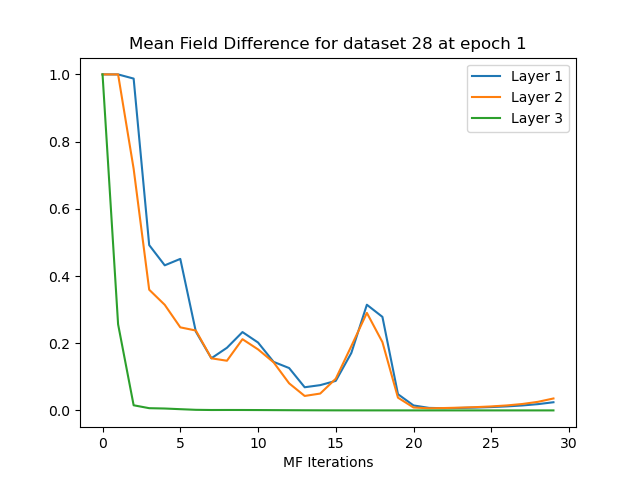 Mean Field Difference for dataset 28 at epoch 1
Layer 1
Layer 2
Layer 3
1.0
0.8
0.6
0.4
0.2
0.0
0 5 10 15 20 25 30
MF Iterations